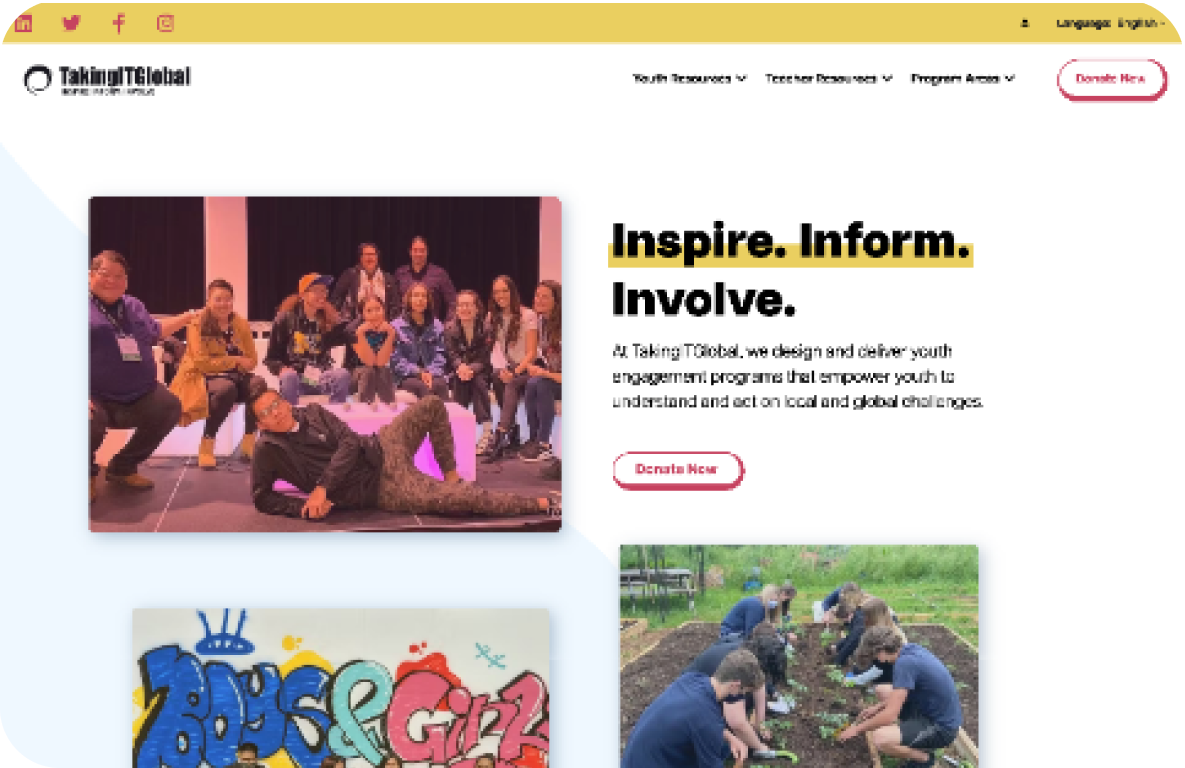 Language: English
TakingITGlobal
Youth Resources
Teacher Resources
Program Areas
Donate Now
Inspire. Inform.
Involve.
At TakingITGlobal, we design and deliver youth
engagement programs that empower youth to
understand and act on local and global challenges.
Donate Now
BOYS & Girls